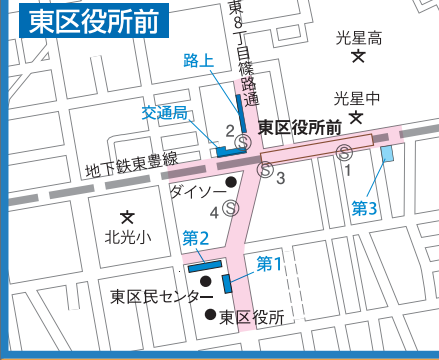 東区役所前
東8丁目篠路通
光星高
路上
光星中
交通局
2
東区役所前
地下鉄東豊線
1
3
ダイソー
第3
4
北光小
第2
第1
東区民センター
東区役所